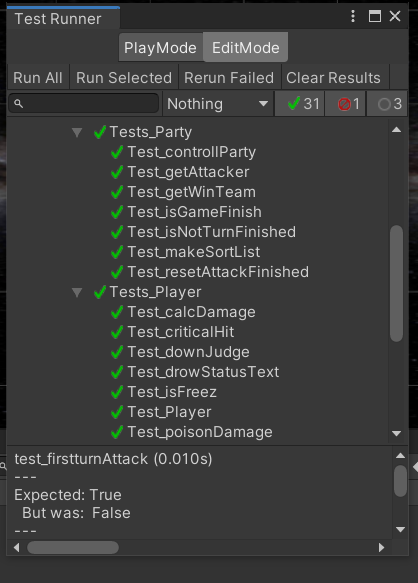 Test Runner
PlayMode EditMode
Run All Run Selected Rerun Failed Clear Results
Nothing 31 1 3
Tests_Party
Test_controllParty
Test_getAttacker
Test_getWinTeam
Test_isGameFinish
Test_isNotTurnFinished
Test_makeSortList
Test_resetAttackFinished
Tests_Player
Test_calcDamage
Test_criticalHit
Test_downJudge
Test_drowStatusText
Test_isFreez
Test_Player
Test_poisonDamage
test_firstturnAttack (0.010s)
---
Expected: True
But was: False
---